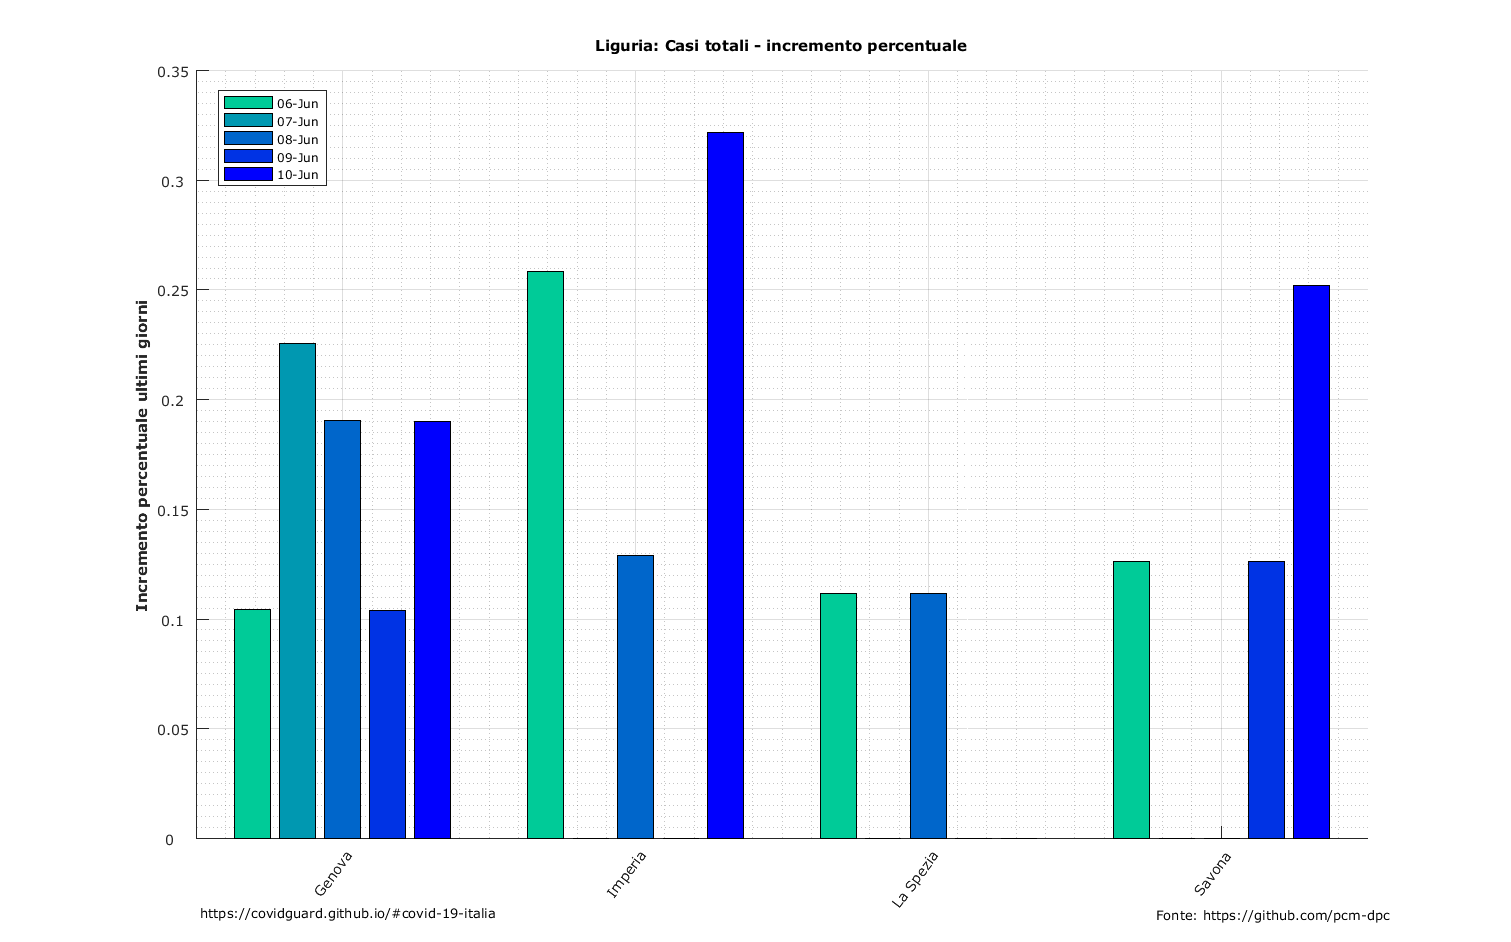 Liguria: Casi totali - incremento percentuale
0.35
0.3
0.25
0.2
0.15
0.1
0.05
0
Incremento percentuale ultimi giorni
06-Jun
07-Jun
08-Jun
09-Jun
10-Jun
Genova
Imperia
La Spezia
Savona
https://covidguard.github.io/#covid-19-italia
Fonte: https://github.com/pcm-dpc